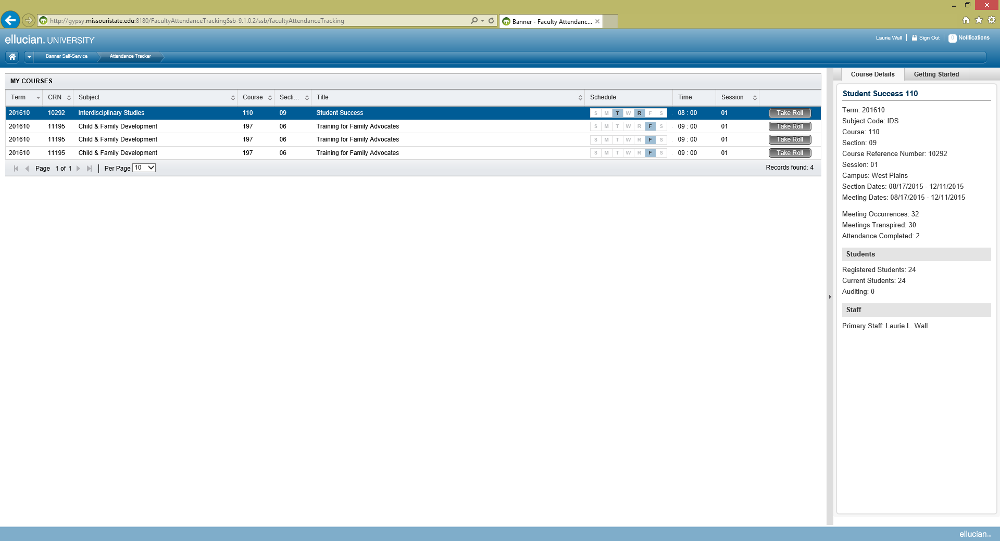 http://gypsy.missouristate.edu:8180/FacultyAttendanceTrackingSsb-9.1.0.2/ssb/facultyAttendanceTracking
Banner - Faculty Attendanc...
ellucian™ UNIVERSITY
Laurie Wall
Sign Out
0 Notifications
Banner Self-Service
Attendance Tracker
MY COURSES
Term CRN Subject Course Secti... Title Schedule Time Session
201610 10292 Interdisciplinary Studies 110 09 Student Success S M T W R F S 08 : 00 01 Take Roll
201610 11195 Child & Family Development 197 06 Training for Family Advocates S M T W R F S 09 : 00 01 Take Roll
201610 11195 Child & Family Development 197 06 Training for Family Advocates S M T W R F S 09 : 00 01 Take Roll
201610 11195 Child & Family Development 197 06 Training for Family Advocates S M T W R F S 09 : 00 01 Take Roll
Page 1 of 1 Per Page 10 Records found: 4
Course Details Getting Started
Student Success 110
Term: 201610
Subject Code: IDS
Course: 110
Section: 09
Course Reference Number: 10292
Session: 01
Campus: West Plains
Section Dates: 08/17/2015 - 12/11/2015
Meeting Dates: 08/17/2015 - 12/11/2015
Meeting Occurrences: 32
Meetings Transpired: 30
Attendance Completed: 2
Students
Registered Students: 24
Current Students: 24
Auditing: 0
Staff
Primary Staff: Laurie L. Wall
ellucian™